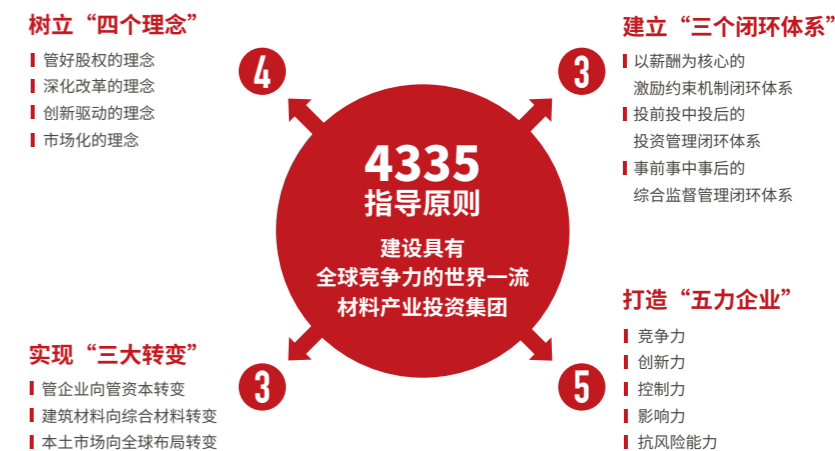 树立“四个理念”
管好股权的理念
深化改革的理念
创新驱动的理念
市场化的理念
4
建立“三个闭环体系”
以薪酬为核心的
激励约束机制闭环体系
投前投中投后的
投资管理闭环体系
事前事中事后的
综合监督管理闭环体系
3
4335
指导原则
建设具有
全球竞争力的世界一流
材料产业投资集团
实现“三大转变”
管企业向管资本转变
建筑材料向综合材料转变
本土市场向全球布局转变
3
打造“五力企业”
竞争力
创新力
控制力
影响力
抗风险能力
5